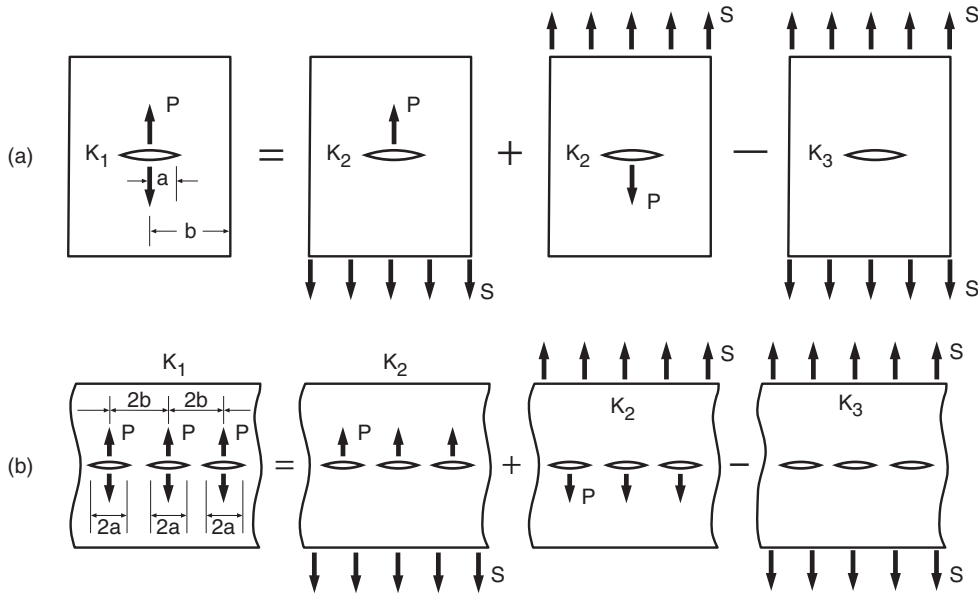 S S
P P
(a) K1 = K2 + K2 − K3
a P
b
S S
K1 K2 S S
2b 2b K2 K3
P P P P
(b) = + −
P
2a 2a 2a
S S